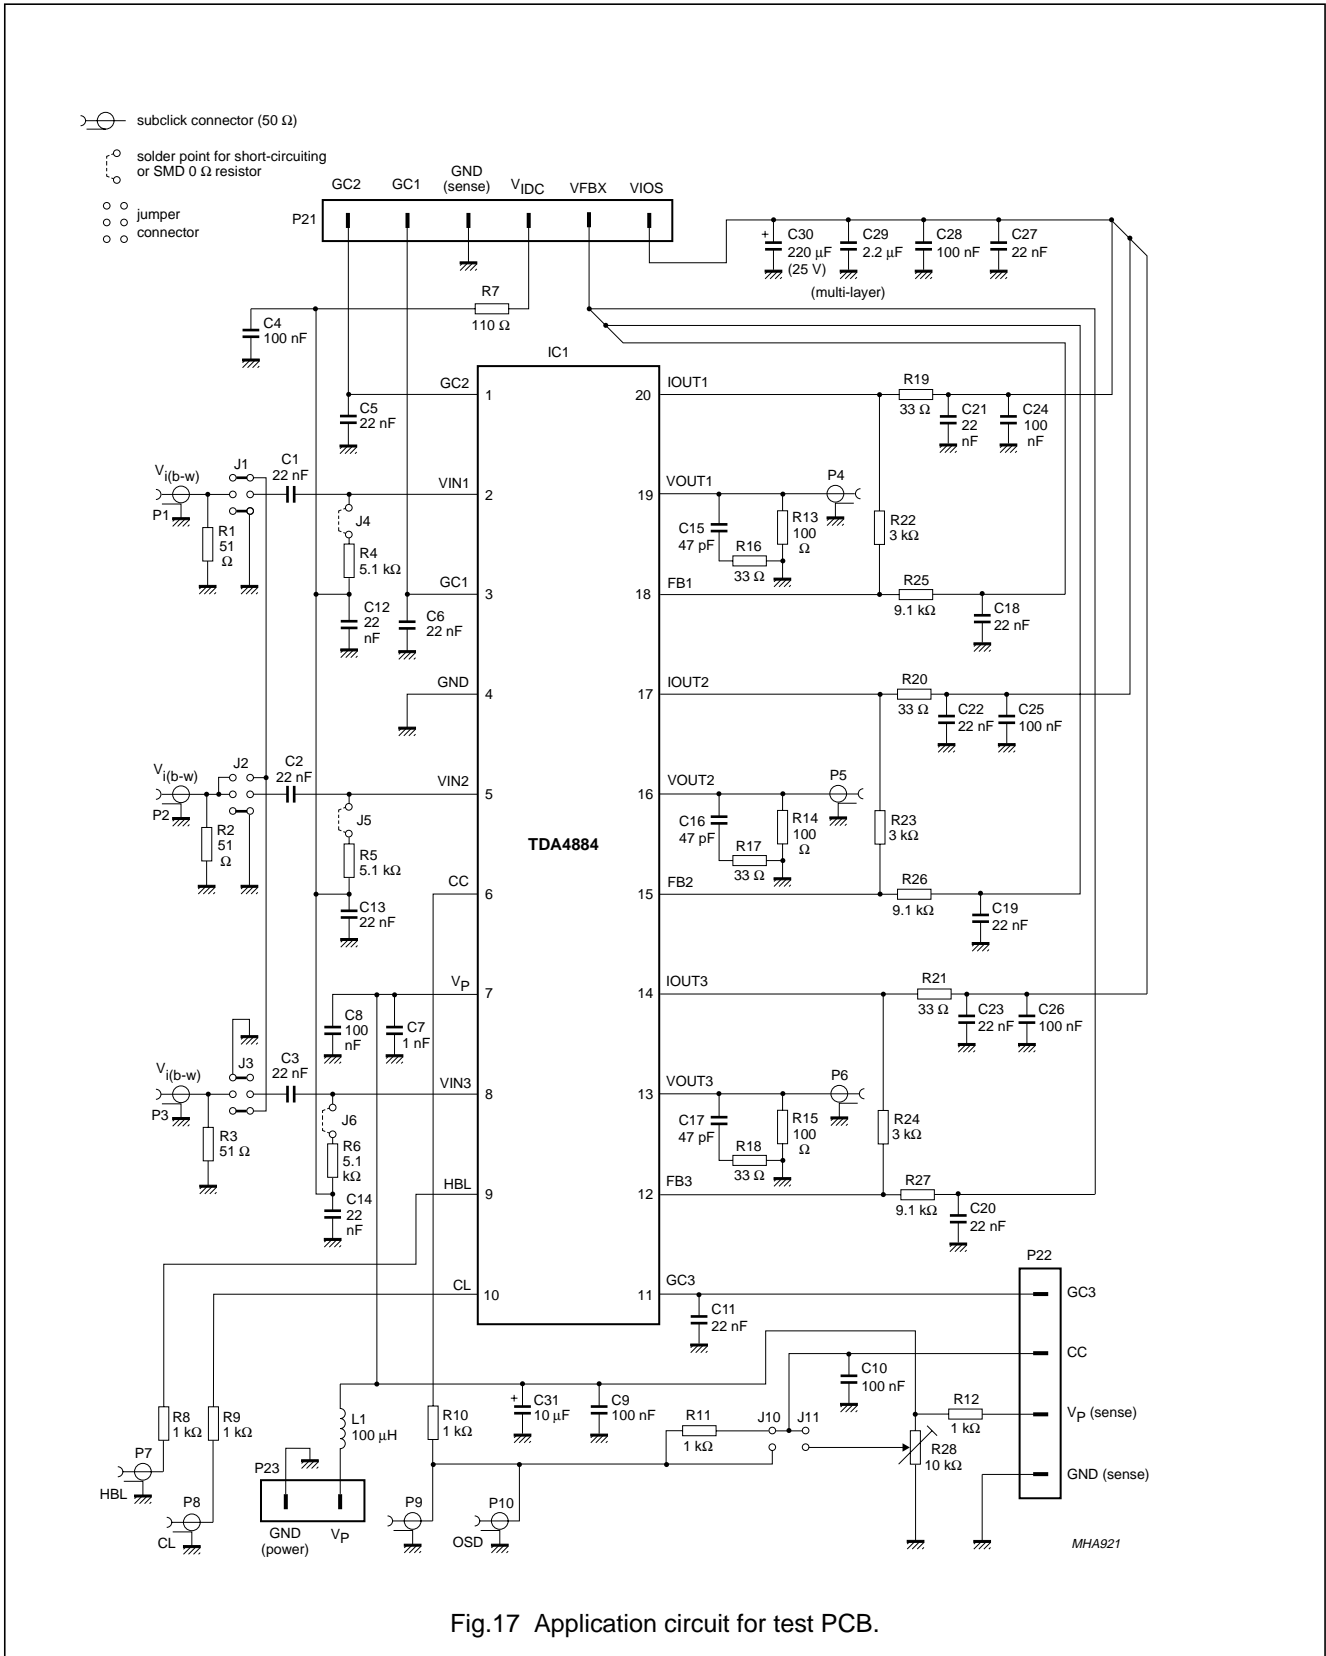 subclick connector (50 Ω)
solder point for short-circuiting
or SMD 0 Ω resistor
jumper
connector
GC2
GC1
GND
(sense)
VIDC
VFBX
VIOS
P21
C30
220 μF
(25 V)
C29
2.2 μF
C28
100 nF
C27
22 nF
(multi-layer)
+
R7
110 Ω
C4
100 nF
IC1
GC2
1
C5
22 nF
Vi(b-w)
P1
J1
C1
22 nF
VIN1
2
R1
51
Ω
J4
R4
5.1 kΩ
GC1
3
C12
22
nF
C6
22 nF
GND
4
Vi(b-w)
P2
J2
C2
22 nF
VIN2
5
R2
51
Ω
J5
R5
5.1 kΩ
CC
6
C13
22 nF
TDA4884
VP
7
C8
100
nF
C7
1 nF
Vi(b-w)
P3
J3
C3
22 nF
VIN3
8
R3
51 Ω
J6
R6
5.1
kΩ
HBL
9
C14
22
nF
CL
10
20
IOUT1
R19
33 Ω
C21
22
nF
C24
100
nF
19
VOUT1
P4
C15
47 pF
R13
100
Ω
R16
33 Ω
R22
3 kΩ
18
FB1
R25
9.1 kΩ
C18
22 nF
17
IOUT2
R20
33 Ω
C22
22 nF
C25
100 nF
16
VOUT2
P5
C16
47 pF
R14
100
Ω
R17
33 Ω
R23
3 kΩ
15
FB2
R26
9.1 kΩ
C19
22 nF
14
IOUT3
R21
33 Ω
C23
22 nF
C26
100 nF
13
VOUT3
P6
C17
47 pF
R15
100
Ω
R18
33 Ω
R24
3 kΩ
12
FB3
R27
9.1 kΩ
C20
22 nF
11
GC3
C11
22 nF
P22
GC3
CC
VP (sense)
GND (sense)
C10
100 nF
R12
1 kΩ
R28
10 kΩ
J10
J11
R11
1 kΩ
R8
1 kΩ
R9
1 kΩ
L1
100 μH
R10
1 kΩ
+
C31
10 μF
C9
100 nF
P7
HBL
P8
CL
P23
GND
(power)
VP
P9
P10
OSD
MHA921
Fig.17 Application circuit for test PCB.